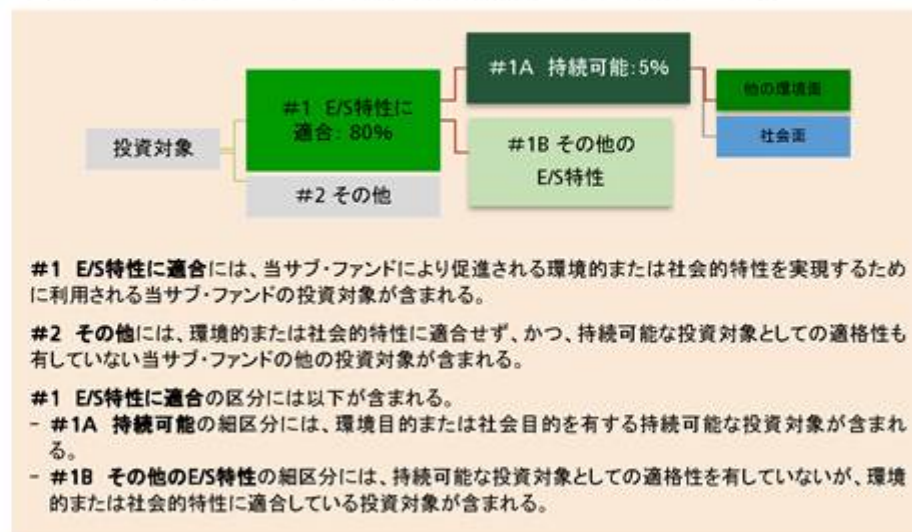 #1A 持続可能:5%
#1 E/S特性に
適合: 80%
他の環境面
社会面
投資対象
#1B その他の
E/S特性
#2 その他
#1 E/S特性に適合には、当サブ・ファンドにより促進される環境的または社会的特性を実現するため
に利用される当サブ・ファンドの投資対象が含まれる。
#2 その他には、環境的または社会的特性に適合せず、かつ、持続可能な投資対象としての適格性も
有していない当サブ・ファンドの他の投資対象が含まれる。
#1 E/S特性に適合の区分には以下が含まれる。
- #1A 持続可能の細区分には、環境目的または社会目的を有する持続可能な投資対象が含まれ
る。
- #1B その他のE/S特性の細区分には、持続可能な投資対象としての適格性を有していないが、環境
的または社会的特性に適合している投資対象が含まれる。